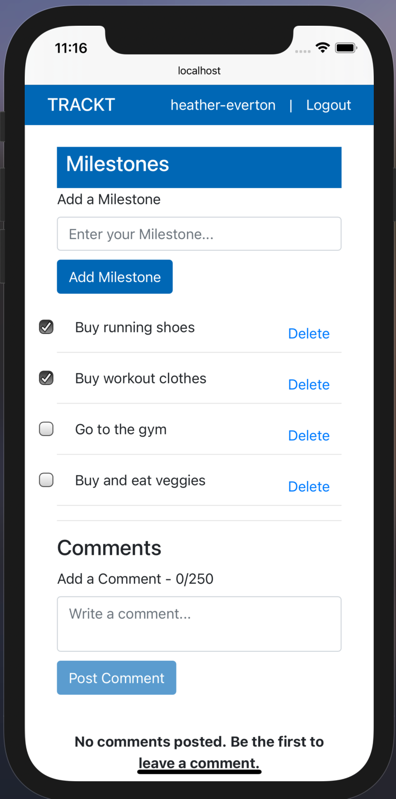 11:16
localhost
TRACKT heather-everton | Logout
Milestones
Add a Milestone
Enter your Milestone...
Add Milestone
Buy running shoes Delete
Buy workout clothes Delete
Go to the gym Delete
Buy and eat veggies Delete
Comments
Add a Comment - 0/250
Write a comment...
Post Comment
No comments posted. Be the first to
leave a comment.